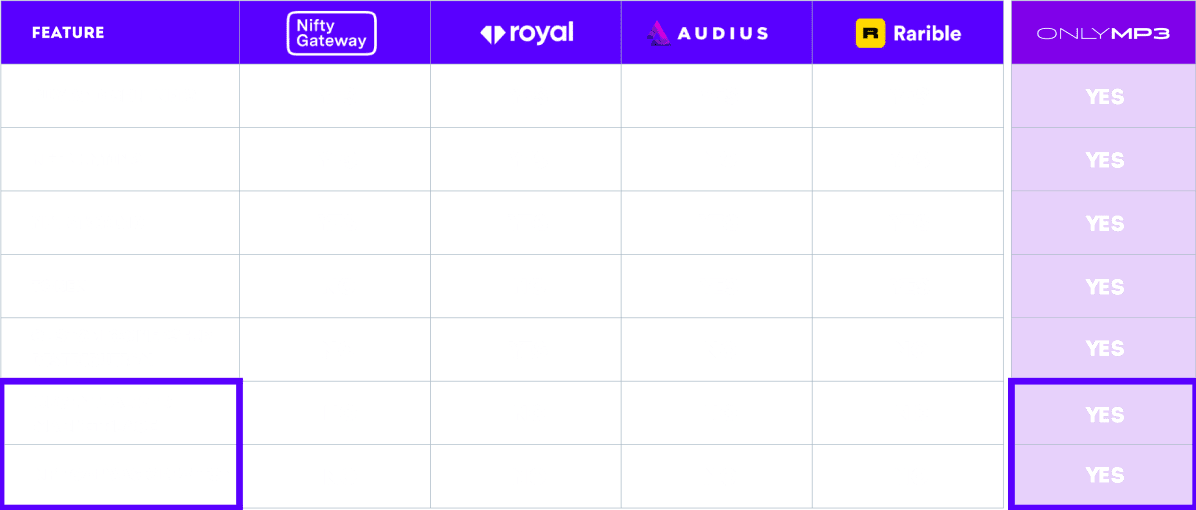 FEATURE
Nifty
Gateway
royal
AUDIUS
R Rarible
ONLYMP3
YES
YES
YES
YES
YES
YES
YES